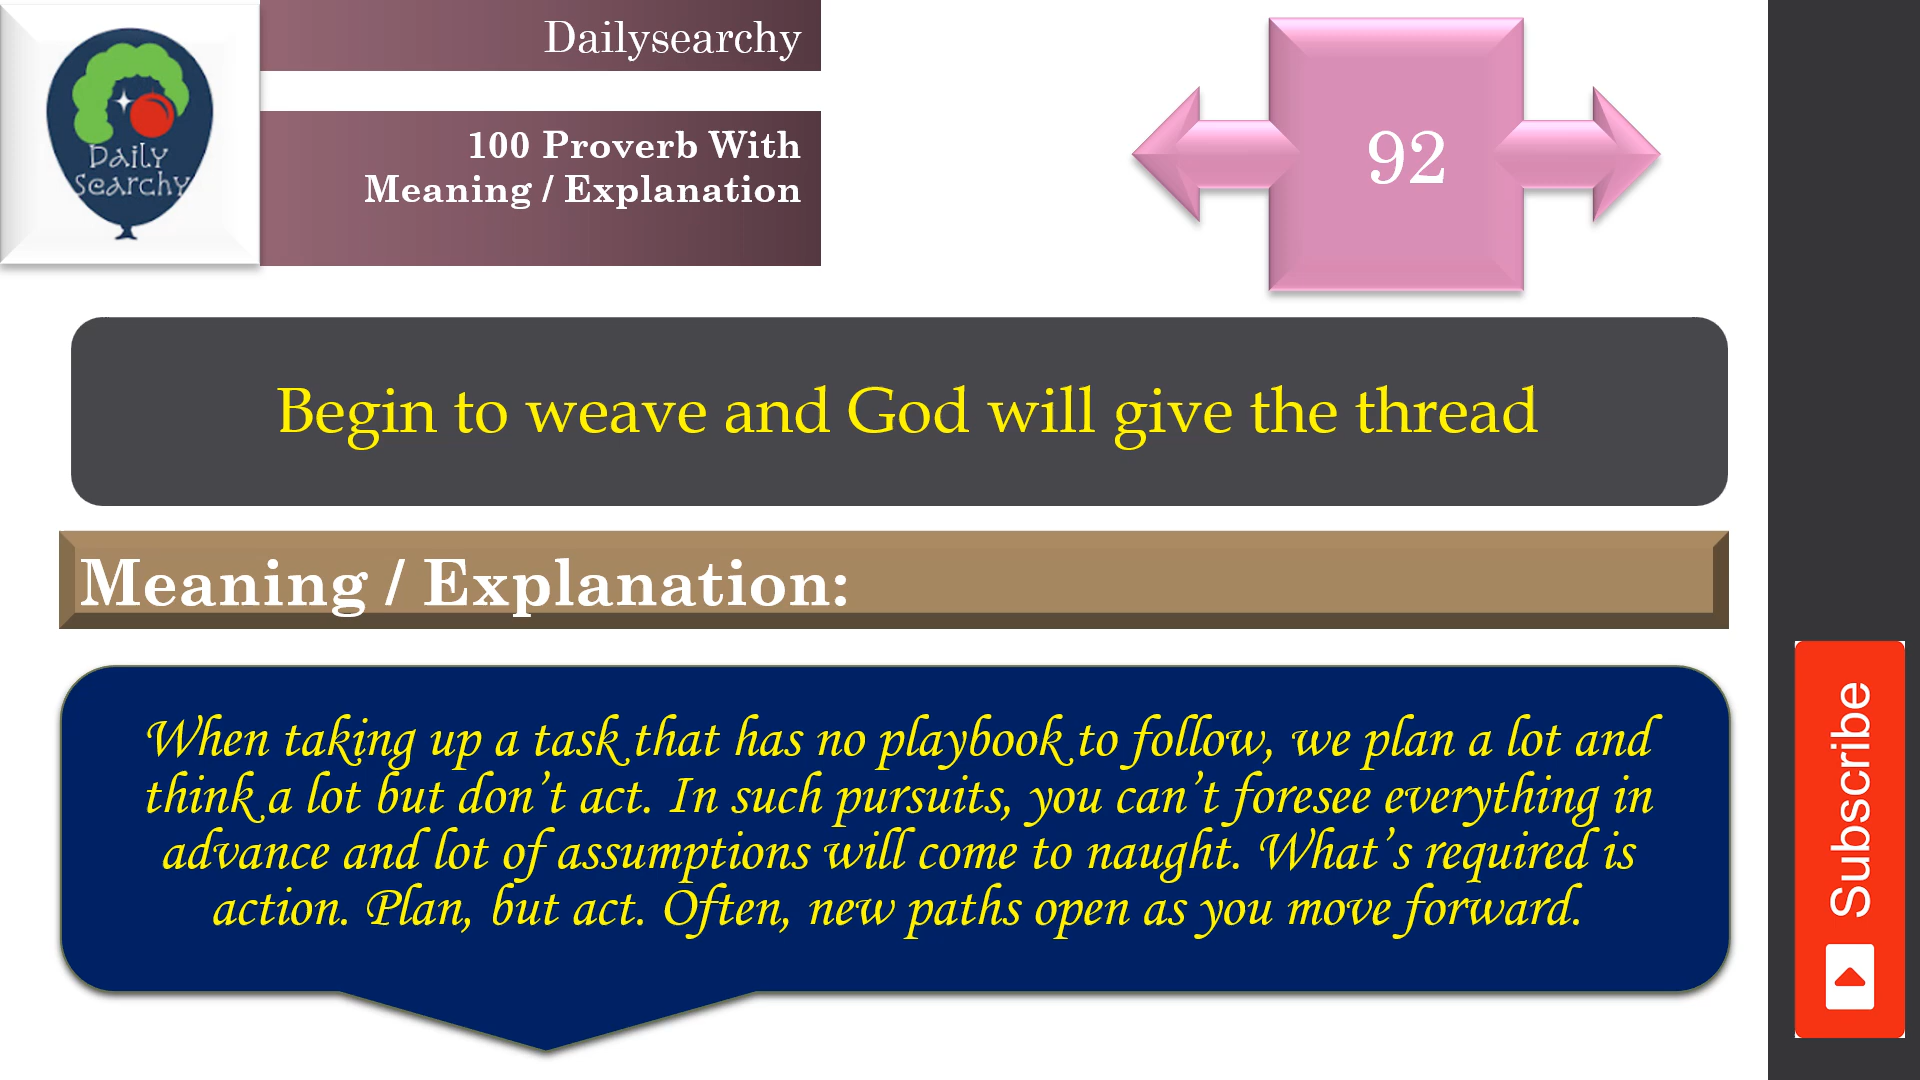 Daily
Searchy
Dailysearchy
100 Proverb With
Meaning / Explanation
92
Begin to weave and God will give the thread
Meaning / Explanation:
When taking up a task that has no playbook to follow, we plan a lot and
think a lot but don’t act. In such pursuits, you can’t foresee everything in
advance and lot of assumptions will come to naught. What’s required is
action. Plan, but act. Often, new paths open as you move forward.
Subscribe